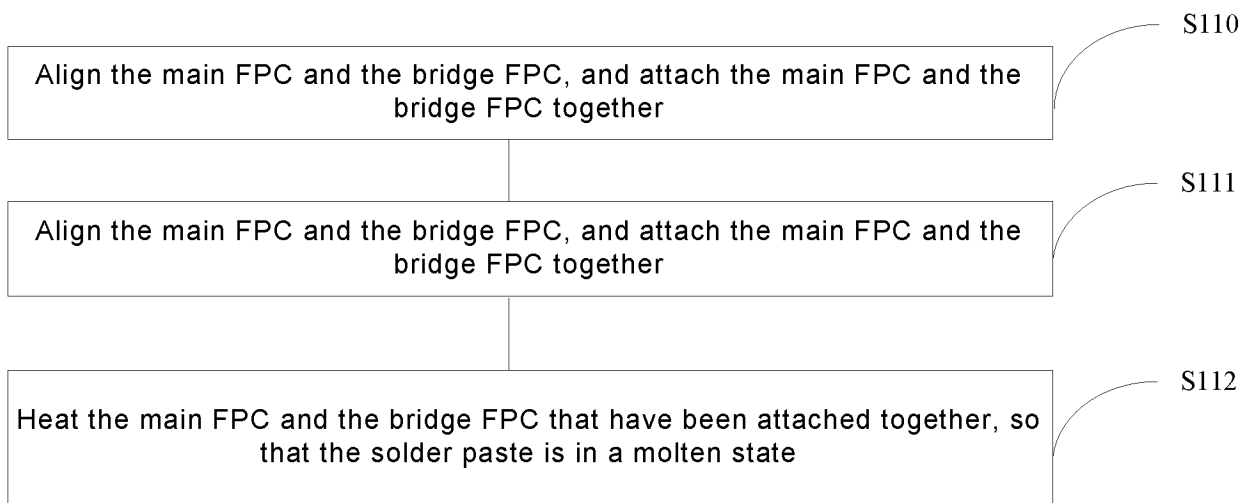 S110
Align the main FPC and the bridge FPC, and attach the main FPC and the
bridge FPC together
S111
Align the main FPC and the bridge FPC, and attach the main FPC and the
bridge FPC together
S112
Heat the main FPC and the bridge FPC that have been attached together, so
that the solder paste is in a molten state